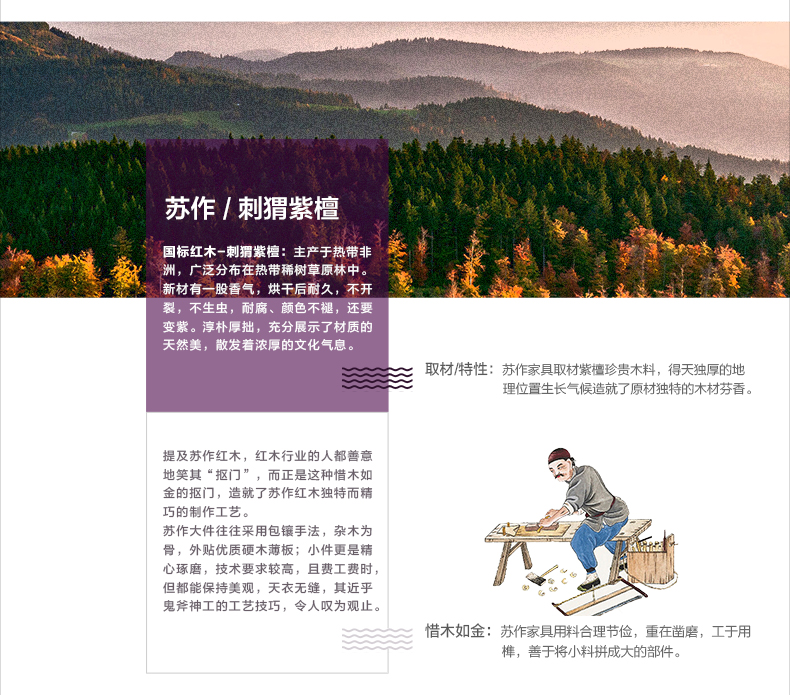 苏作 / 刺猬紫檀
国标红木-刺猬紫檀：主产于热带非
洲，广泛分布在热带稀树草原林中。
新材有一股香气，烘干后耐久，不开
裂，不生虫，耐腐、颜色不褪，还要
变紫。淳朴厚拙，充分展示了材质的
天然美，散发着浓厚的文化气息。
取材/特性：苏作家具取材紫檀珍贵木料，得天独厚的地
理位置生长气候造就了原材独特的木材芬香。
提及苏作红木，红木行业的人都善意
地笑其“抠门”，而正是这种惜木如
金的抠门，造就了苏作红木独特而精
巧的制作工艺。
苏作大件往往采用包镶手法，杂木为
骨，外贴优质硬木薄板；小件更是精
心琢磨，技术要求较高，且费工费时，
但都能保持美观，天衣无缝，其近乎
鬼斧神工的工艺技巧，令人叹为观止。
惜木如金：苏作家具用料合理节俭，重在凿磨，工于用
榫，善于将小料拼成大的部件。